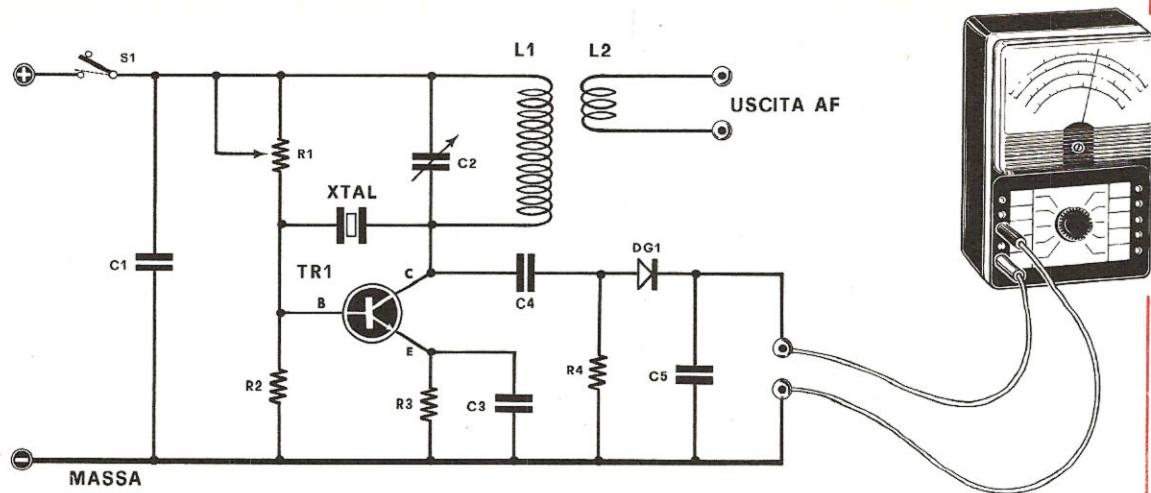 +
S1
L1
L2
USCITA AF
R1
C2
XTAL
C1
TR1
C
B
E
C4
DG1
R2
R3
C3
R4
C5
-
MASSA